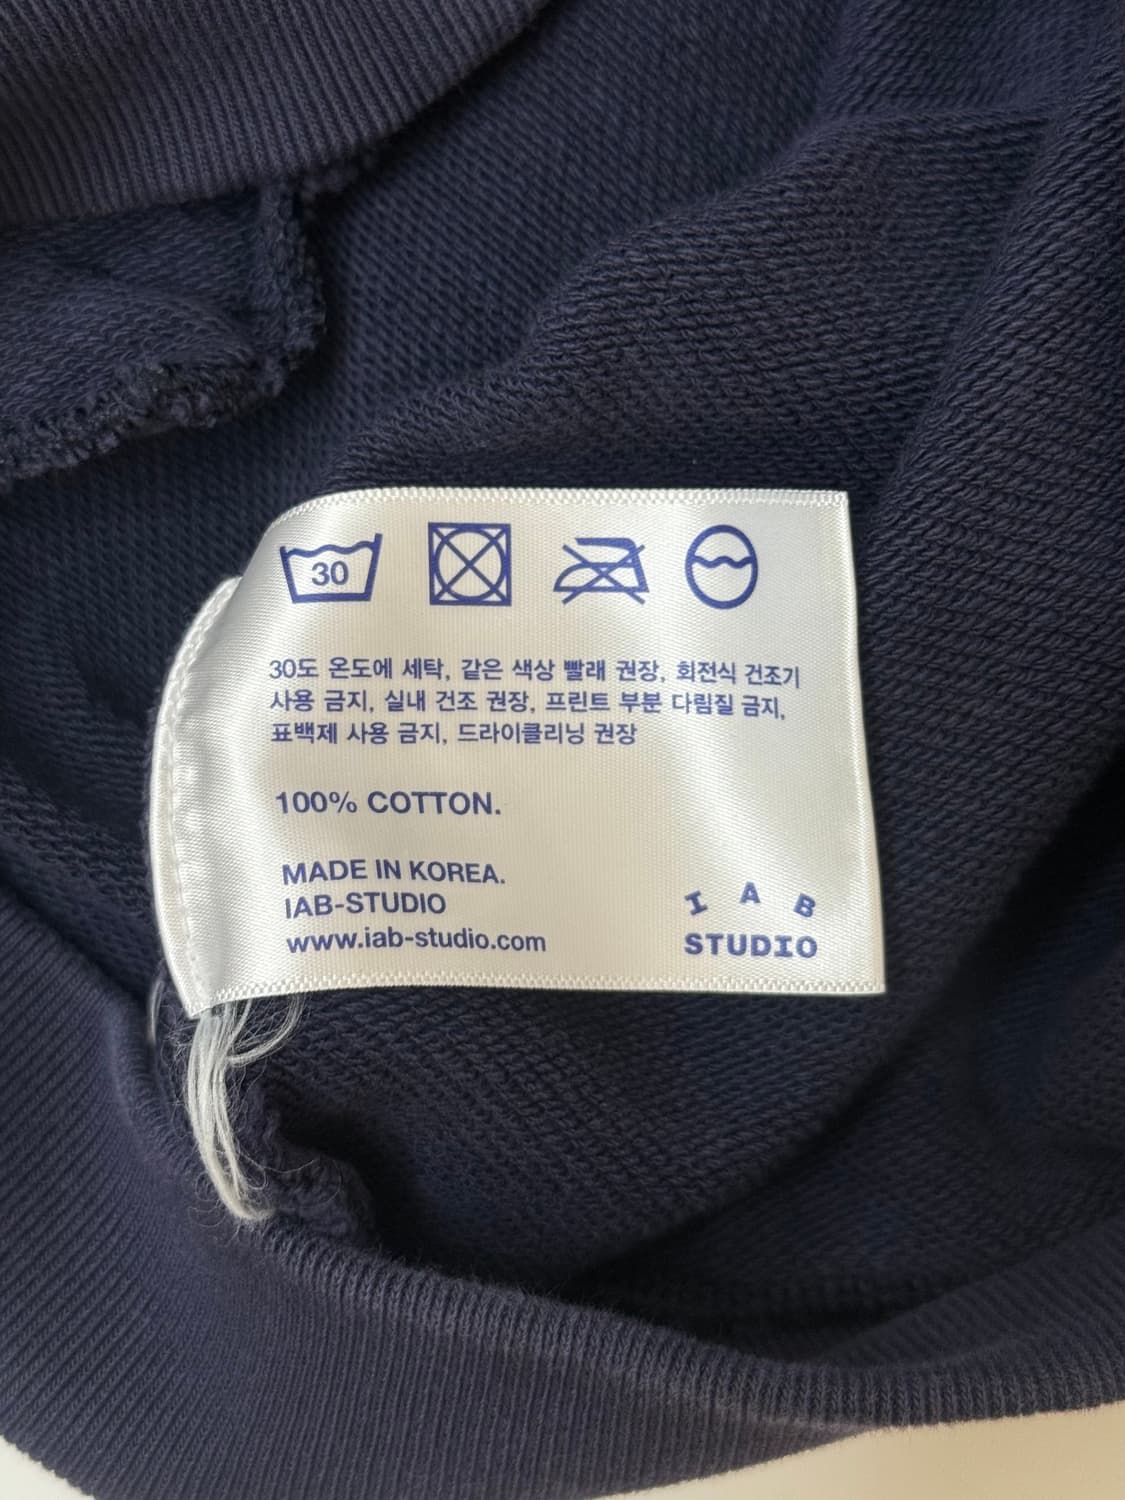 30
30도 온도에 세탁, 같은 색상 빨래 권장, 회전식 건조기
사용 금지, 실내 건조 권장, 프린트 부분 다림질 금지,
표백제 사용 금지, 드라이클리닝 권장
100% COTTON.
MADE IN KOREA.
IAB-STUDIO
www.iab-studio.com
I A B
STUDIO